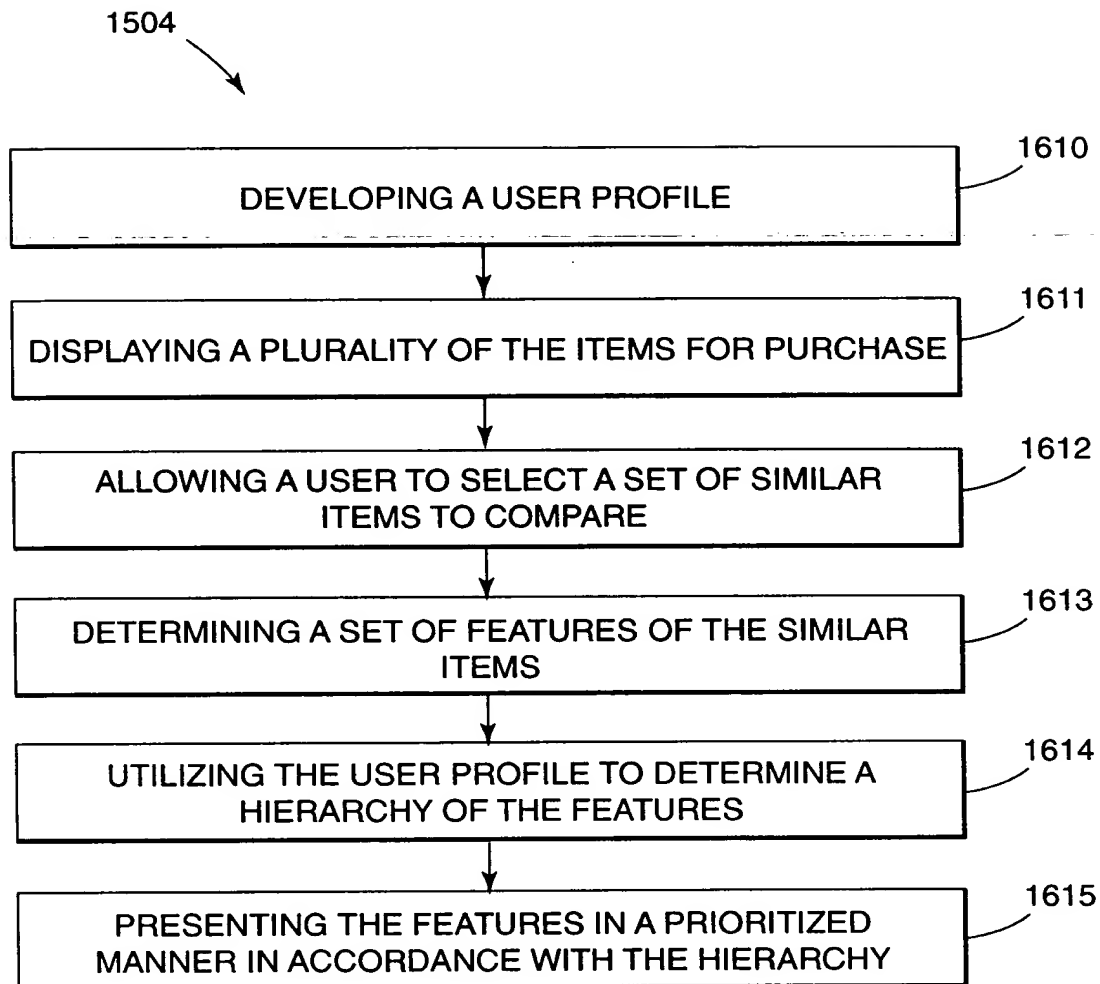 1504
1610
DEVELOPING A USER PROFILE
1611
DISPLAYING A PLURALITY OF THE ITEMS FOR PURCHASE
1612
ALLOWING A USER TO SELECT A SET OF SIMILAR
ITEMS TO COMPARE
1613
DETERMINING A SET OF FEATURES OF THE SIMILAR
ITEMS
1614
UTILIZING THE USER PROFILE TO DETERMINE A
HIERARCHY OF THE FEATURES
1615
PRESENTING THE FEATURES IN A PRIORITIZED
MANNER IN ACCORDANCE WITH THE HIERARCHY